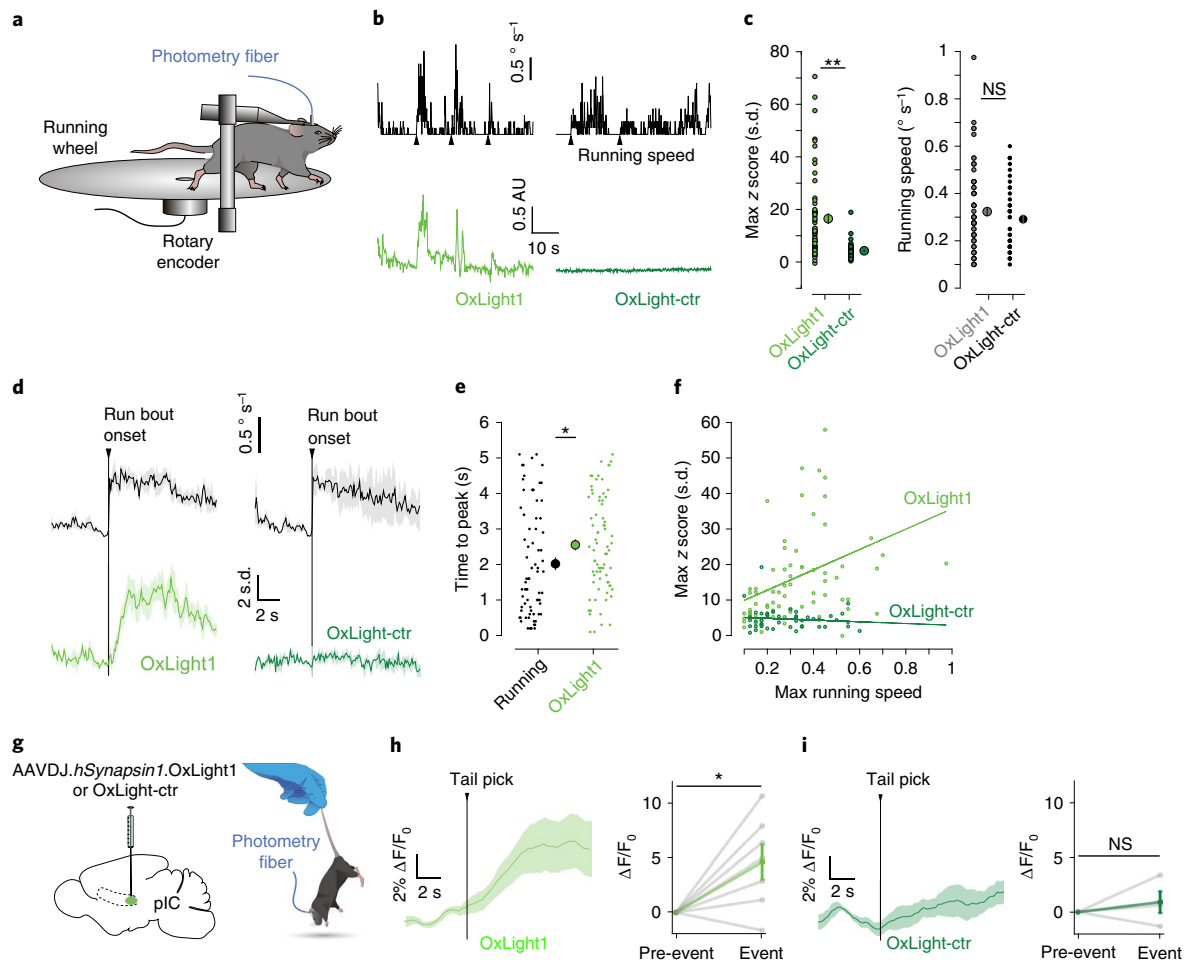 a
Photometry fiber
Running
wheel
Rotary
encoder
b
0.5 ° s⁻¹
Running speed
0.5 AU
10 s
OxLight1
OxLight-ctr
c
80
60
40
20
0
Max z score (s.d.)
**
OxLight1
OxLight-ctr
1
0.8
0.6
0.4
0.2
0
Running speed (° s⁻¹)
NS
OxLight1
OxLight-ctr
d
Run bout
onset
0.5 ° s⁻¹
Run bout
onset
2 s.d.
2 s
OxLight1
OxLight-ctr
e
6
5
4
3
2
1
0
Time to peak (s)
*
Running
OxLight1
f
60
50
40
30
20
10
0
Max z score (s.d.)
OxLight1
OxLight-ctr
0.2
0.4
0.6
0.8
1
Max running speed
g
AAVDJ.hSynapsin1.OxLight1
or OxLight-ctr
pIC
Photometry
fiber
h
Tail pick
2% ΔF/F₀
2 s
OxLight1
*
10
5
0
ΔF/F₀
Pre-event
Event
i
Tail pick
2% ΔF/F₀
2 s
OxLight-ctr
NS
10
5
0
ΔF/F₀
Pre-event
Event